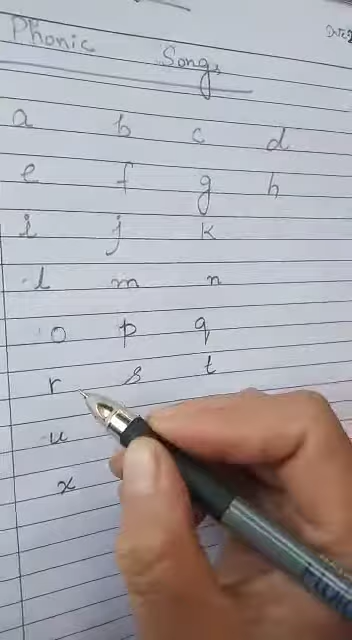 Phonic Songs
a b c d
e f g h
i j k
l m n
o p q
r s t
u
x